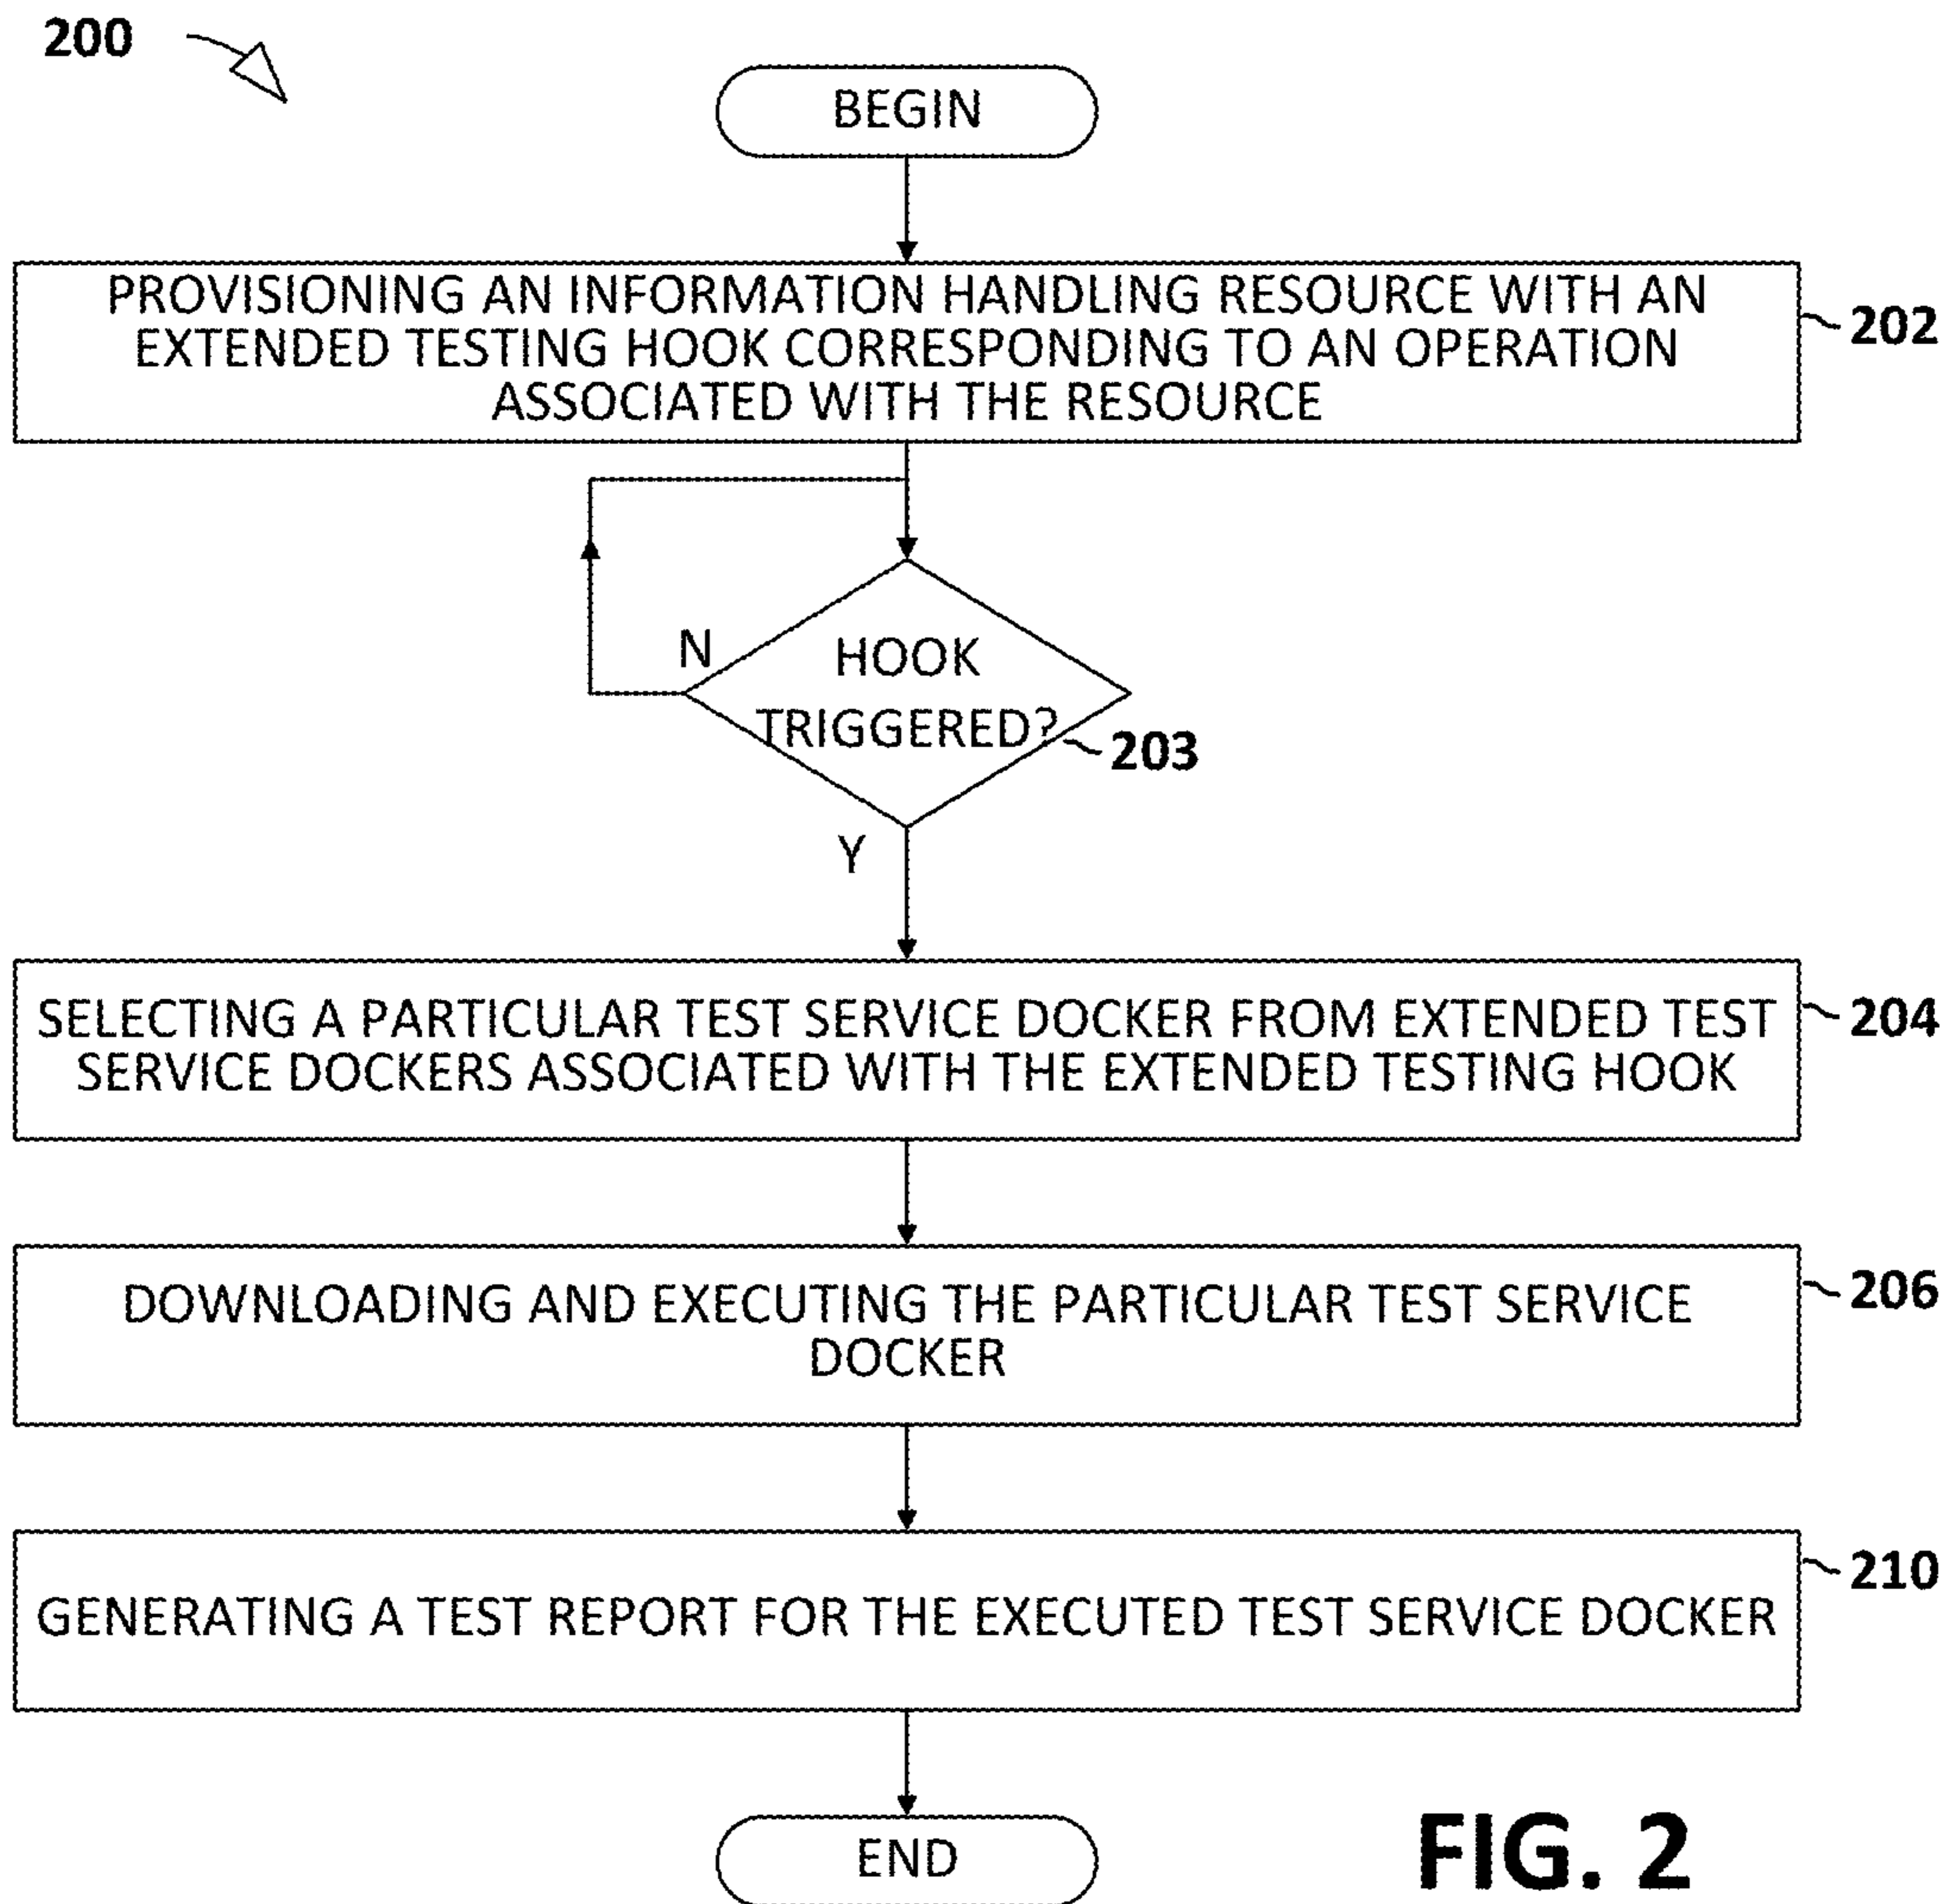 200
BEGIN
PROVISIONING AN INFORMATION HANDLING RESOURCE WITH AN
EXTENDED TESTING HOOK CORRESPONDING TO AN OPERATION
ASSOCIATED WITH THE RESOURCE
202
N
HOOK
TRIGGERED?
203
Y
SELECTING A PARTICULAR TEST SERVICE DOCKER FROM EXTENDED TEST
SERVICE DOCKERS ASSOCIATED WITH THE EXTENDED TESTING HOOK
204
DOWNLOADING AND EXECUTING THE PARTICULAR TEST SERVICE
DOCKER
206
GENERATING A TEST REPORT FOR THE EXECUTED TEST SERVICE DOCKER
210
END
FIG. 2